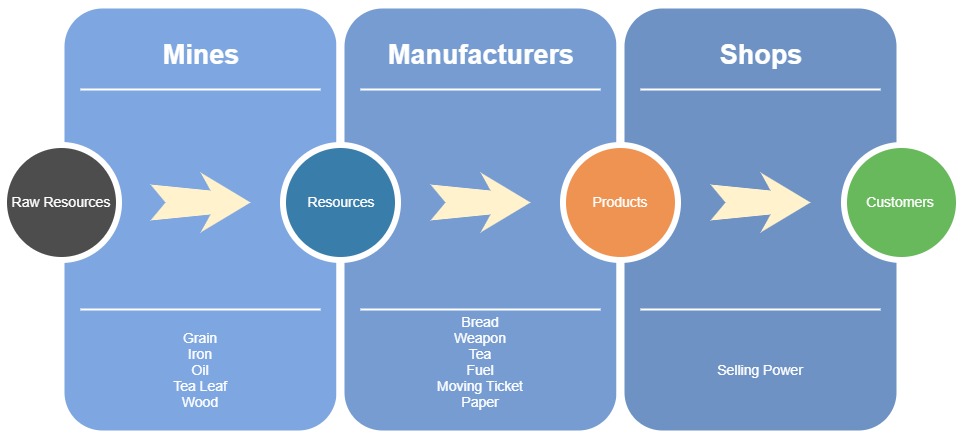 Mines
Manufacturers
Shops
Raw Resources
Resources
Products
Customers
Grain
Iron
Oil
Tea Leaf
Wood
Bread
Weapon
Tea
Fuel
Moving Ticket
Paper
Selling Power